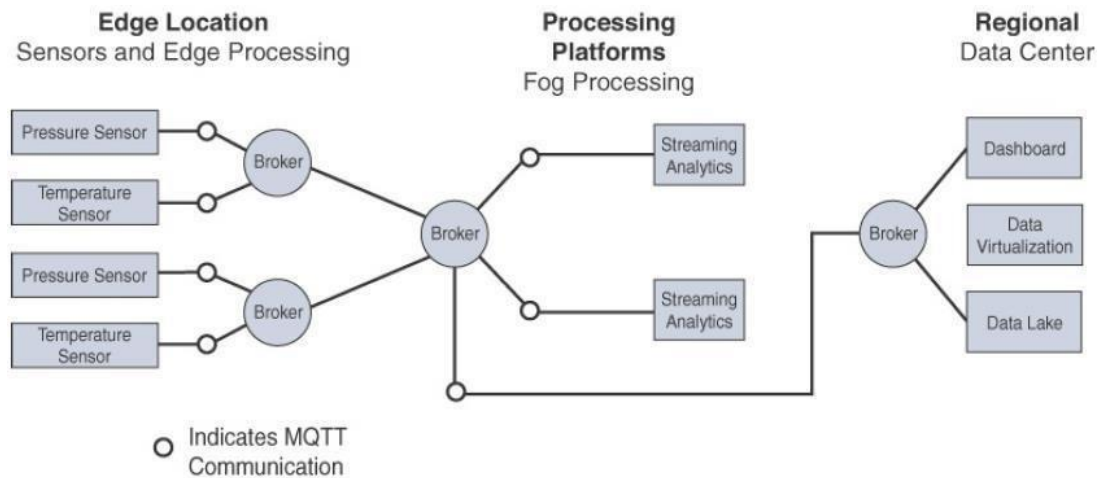 Edge Location
Sensors and Edge Processing
Processing
Platforms
Fog Processing
Regional
Data Center
Pressure Sensor
Temperature
Sensor
Pressure Sensor
Temperature
Sensor
Broker
Broker
Broker
Streaming
Analytics
Streaming
Analytics
Broker
Dashboard
Data
Virtualization
Data Lake
Indicates MQTT
Communication